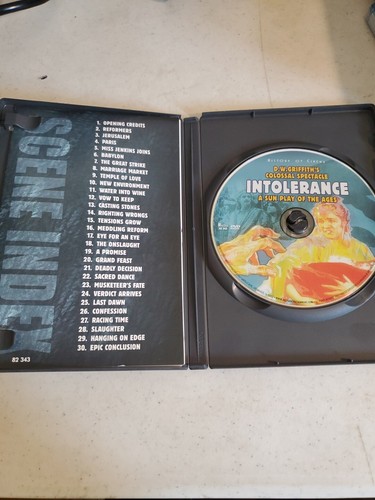 SCENE INDEX
1. OPENING CREDITS
2. REFORMERS
3. JERUSALEM
4. PARIS
5. MISS JENKINS JOINS
6. BABYLON
7. THE GREAT STRIKE
8. MARRIAGE MARKET
9. TEMPLE OF LOVE
10. NEW ENVIRONMENT
11. WATER INTO WINE
12. VOW TO KEEP
13. CASTING STONES
14. RIGHTING WRONGS
15. TENSIONS GROW
16. MEDDLING REFORM
17. EYE FOR AN EYE
18. THE ONSLAUGHT
19. A PROMISE
20. GRAND FEAST
21. DEADLY DECISION
22. SACRED DANCE
23. MUSKETEER'S FATE
24. VERDICT ARRIVES
25. LAST DAWN
26. CONFESSION
27. RACING TIME
28. SLAUGHTER
29. HANGING ON EDGE
30. EPIC CONCLUSION
82 343
HISTORY OF CINEMA
D.W. GRIFFITH'S
COLOSSAL SPECTACLE
INTOLERANCE
A SUN-PLAY OF THE AGES